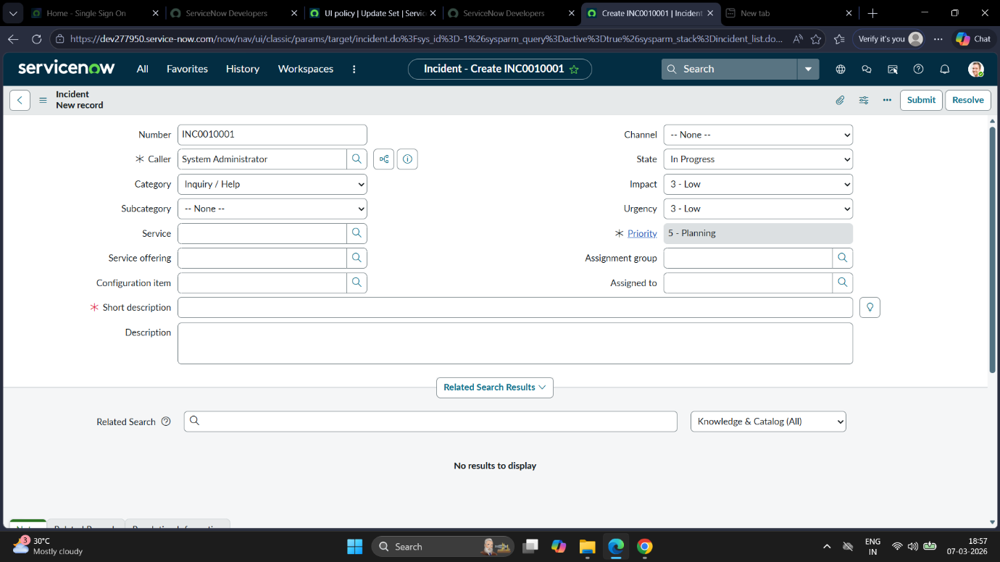 Home - Single Sign On
ServiceNow Developers
UI policy | Update Set | Servic
ServiceNow Developers
Create INC0010001 | Incident
New tab
https://dev277950.service-now.com/now/nav/ui/classic/params/target/incident.do%3Fsys_id%3D-1%26sysparm_query%3Dactive%3Dtrue%26sysparm_stack%3Dincident_list.do...
Verify it's you
Chat
servicenow
All
Favorites
History
Workspaces
Incident - Create INC0010001
Search
Incident
New record
Submit
Resolve
Number
INC0010001
Channel
-- None --
Caller
System Administrator
State
In Progress
Category
Inquiry / Help
Impact
3 - Low
Subcategory
-- None --
Urgency
3 - Low
Service
Priority
5 - Planning
Service offering
Assignment group
Configuration item
Assigned to
Short description
Description
Related Search Results
Related Search
Knowledge & Catalog (All)
No results to display
3
30°C
Mostly cloudy
Search
ENG
IN
18:57
07-03-2026